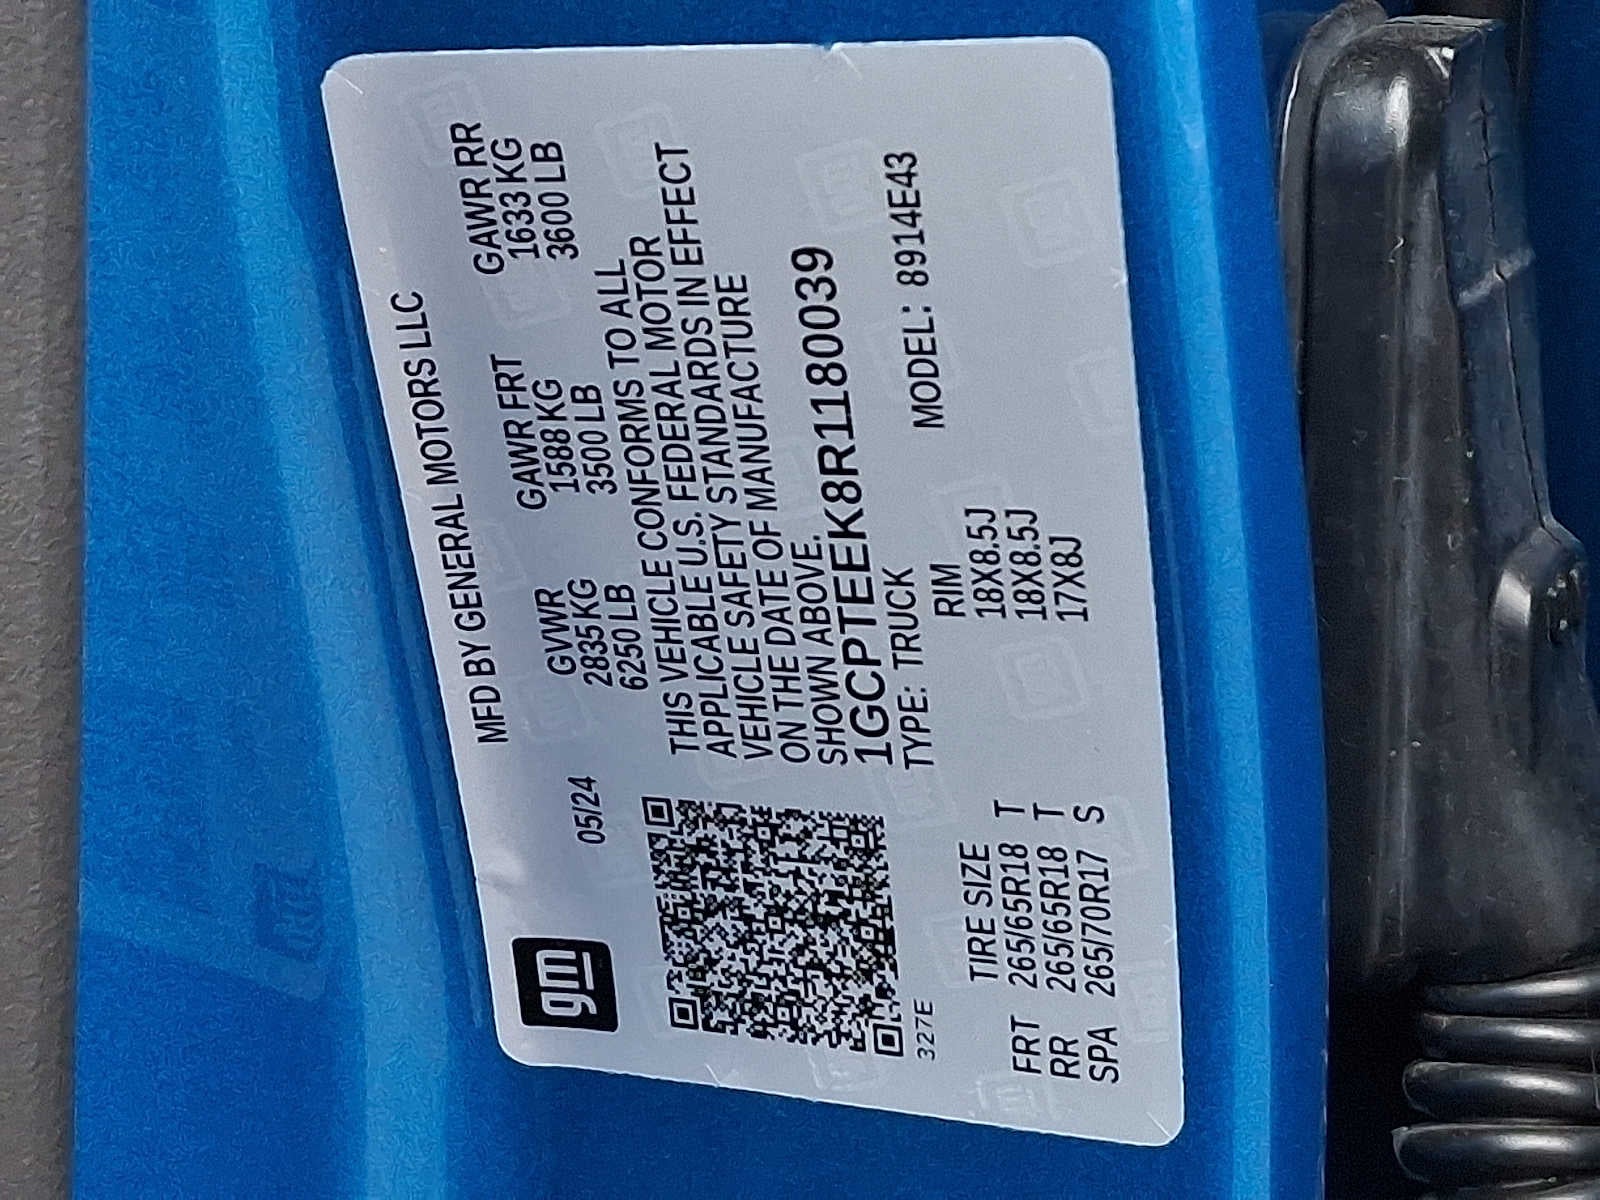 gm
05/24
MFD BY GENERAL MOTORS LLC
GVWR GAWR FRT GAWR RR
2835 KG 1588 KG 1633 KG
6250 LB 3500 LB 3600 LB
THIS VEHICLE CONFORMS TO ALL
APPLICABLE U.S. FEDERAL MOTOR
VEHICLE SAFETY STANDARDS IN EFFECT
ON THE DATE OF MANUFACTURE
SHOWN ABOVE.
1GCPTEEK8R1180039
TYPE: TRUCK MODEL: 8914E43
327E
TIRE SIZE RIM
FRT 265/65R18 T 18X8.5J
RR 265/65R18 T 18X8.5J
SPA 265/70R17 S 17X8J